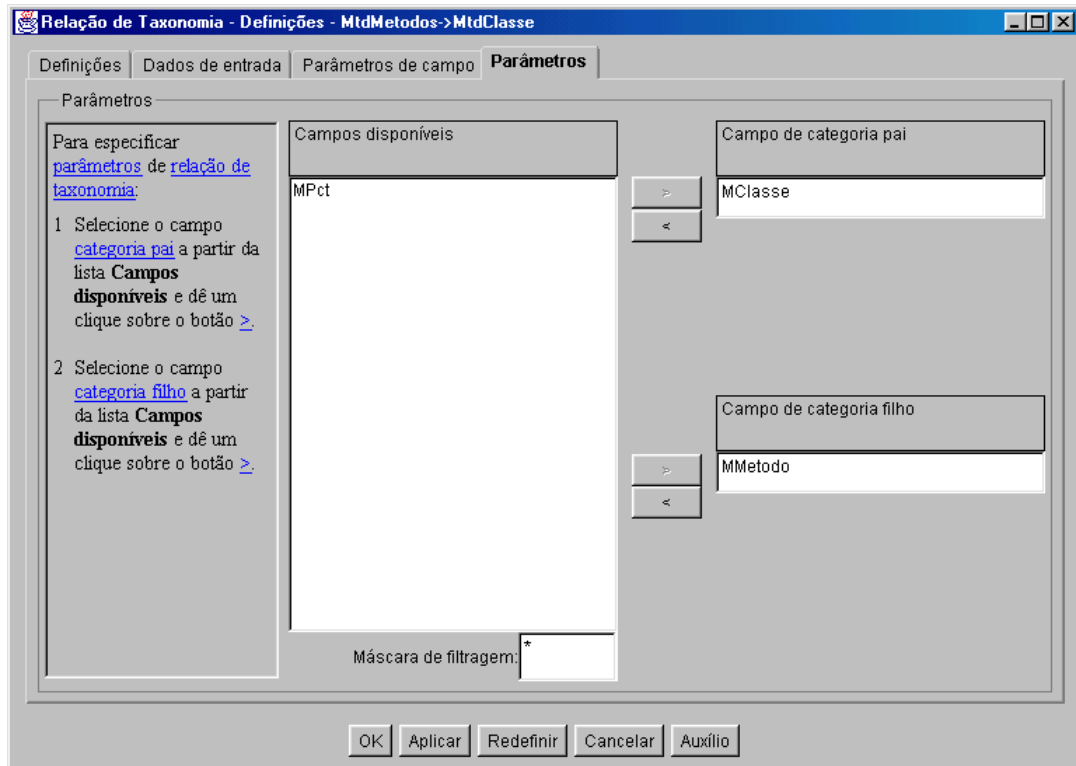 Relação de Taxonomia - Definições - MtdMetodos->MtdClasse
Definições
Dados de entrada
Parâmetros de campo
Parâmetros
Parâmetros
Para especificar
parâmetros de relação de
taxonomia:
1 Selecione o campo
categoria pai a partir da
lista Campos
disponíveis e dê um
clique sobre o botão >.
2 Selecione o campo
categoria filho a partir
da lista Campos
disponíveis e dê um
clique sobre o botão >.
Campos disponíveis
MPct
Máscara de filtragem:
*
>
<
Campo de categoria pai
MClasse
>
<
Campo de categoria filho
MMetodo
OK
Aplicar
Redefinir
Cancelar
Auxílio